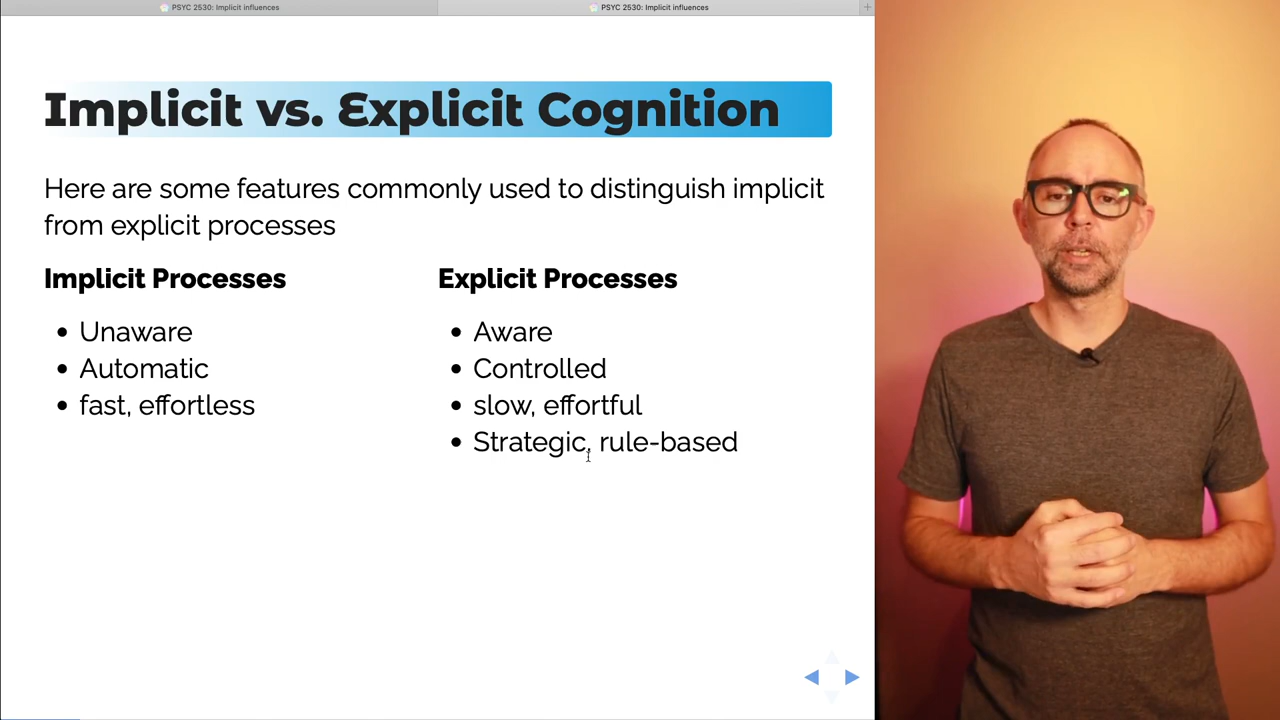 PSYC 2530: Implicit influences
PSYC 2530: Implicit influences
Implicit vs. Explicit Cognition
Here are some features commonly used to distinguish implicit
from explicit processes
Implicit Processes
• Unaware
• Automatic
• fast, effortless
Explicit Processes
• Aware
• Controlled
• slow, effortful
• Strategic, rule-based